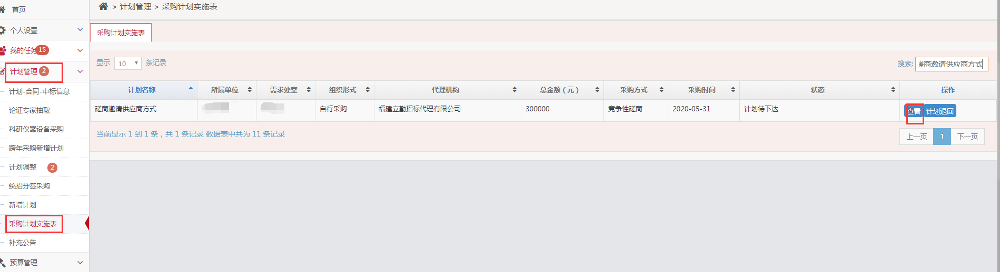 首页
个人设置
我的任务 15
计划管理 2
计划-合同-中标信息
论证专家抽取
科研仪器设备采购
跨年采购新增计划
计划调整 2
统招分签采购
新增计划
采购计划实施表
补充公告
预算管理
> 计划管理 > 采购计划实施表
采购计划实施表
显示 10 条记录
搜索: 磋商邀请供应商方式
计划名称 所属单位 需求处室 组织形式 代理机构 总金额（元） 采购方式 采购时间 状态 操作
磋商邀请供应商方式 自行采购 福建立勤招标代理有限公司 300000 竞争性磋商 2020-05-31 计划待下达 查看 计划退回
当前显示 1 到 1 条，共 1 条记录 数据表中共为 11 条记录
上一页 1 下一页